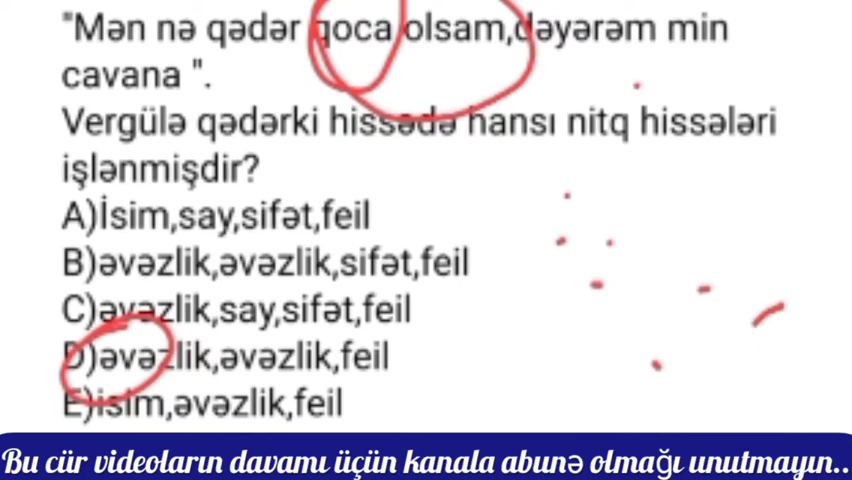 "Mən nə qədər qoca olsam,dəyərəm min
cavana ".
Vergülə qədərki hissədə hansı nitq hissələri
işlənmişdir?
A)İsim,say,sifət,feil
B)əvəzlik,əvəzlik,sifət,feil
C)əvəzlik,say,sifət,feil
D)əvəzlik,əvəzlik,feil
E)isim,əvəzlik,feil
Bu cür videoların davamı üçün kanala abunə olmağı unutmayın..